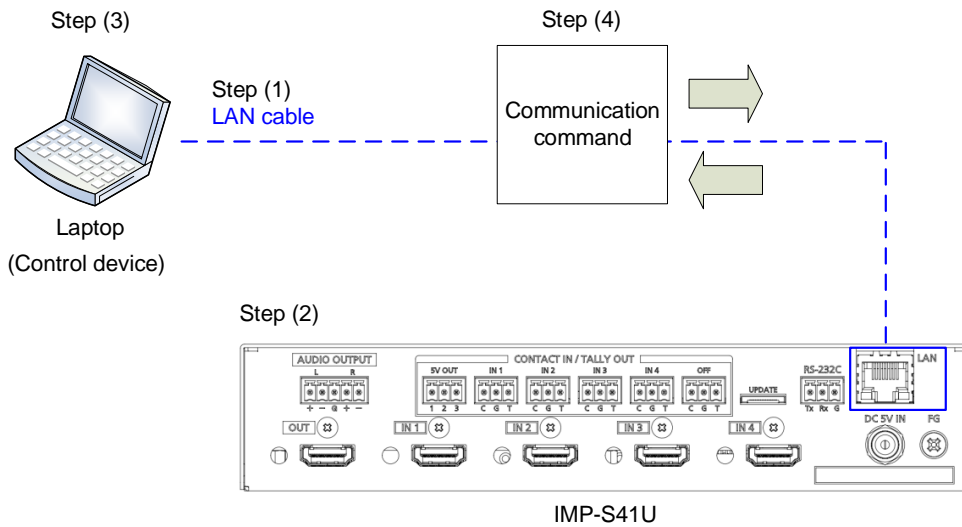 Step (3)
Step (4)
Step (1)
LAN cable
Communication
command
Laptop
(Control device)
Step (2)
AUDIO OUTPUT
L R
+ − G + −
CONTACT IN / TALLY OUT
5V OUT IN 1 IN 2 IN 3 IN 4 OFF
1 2 3 C G T C G T C G T C G T C G T
UPDATE
RS-232C
Tx Rx G
LAN
DC 5V IN FG
OUT IN 1 IN 2 IN 3 IN 4
IMP-S41U